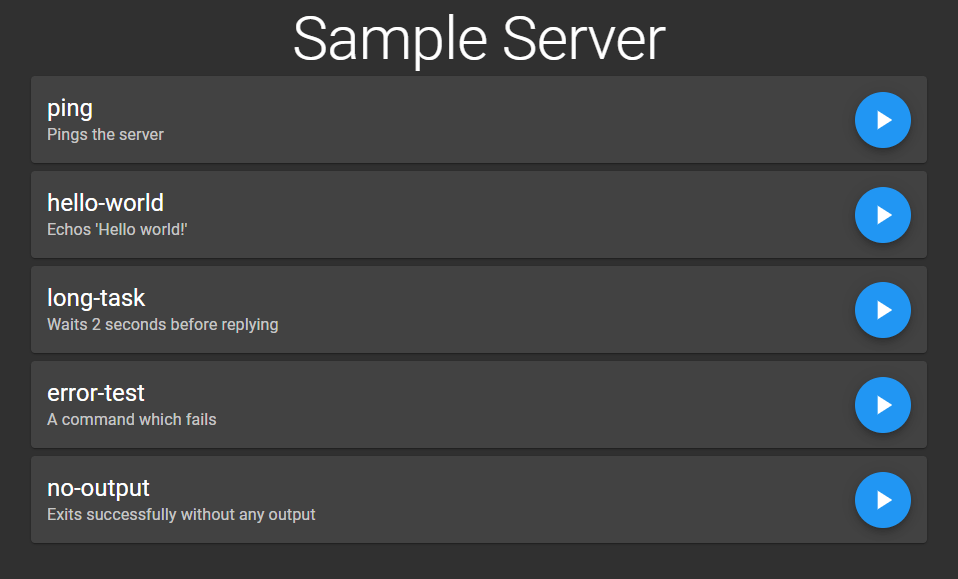 Sample Server
ping
Pings the server
hello-world
Echos 'Hello world!'
long-task
Waits 2 seconds before replying
error-test
A command which fails
no-output
Exits successfully without any output